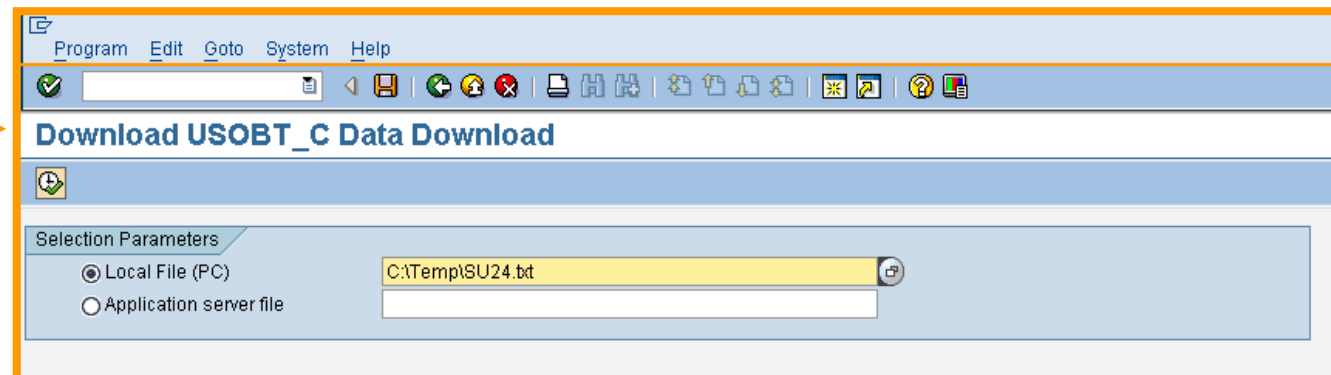 Program Edit Goto System Help
Download USOBT_C Data Download
Selection Parameters
Local File (PC) C:\Temp\SU24.txt
Application server file